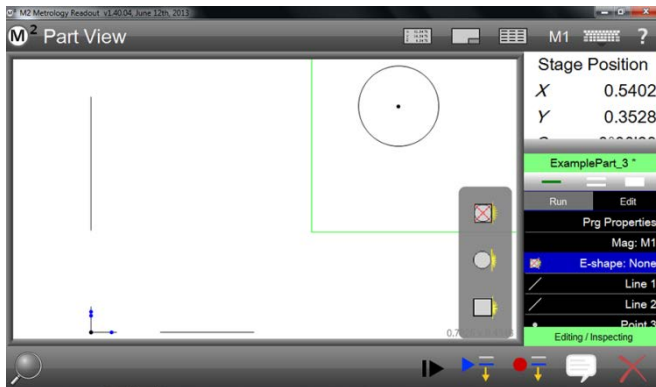 M2 Metrology Readout v1.40.04, June 12th, 2013
M² Part View
M1
?
Stage Position
X 0.5402
Y 0.3528
ExamplePart_3 *
Run Edit
Prg Properties
Mag: M1
E-shape: None
Line 1
Line 2
Point 3
Editing / Inspecting